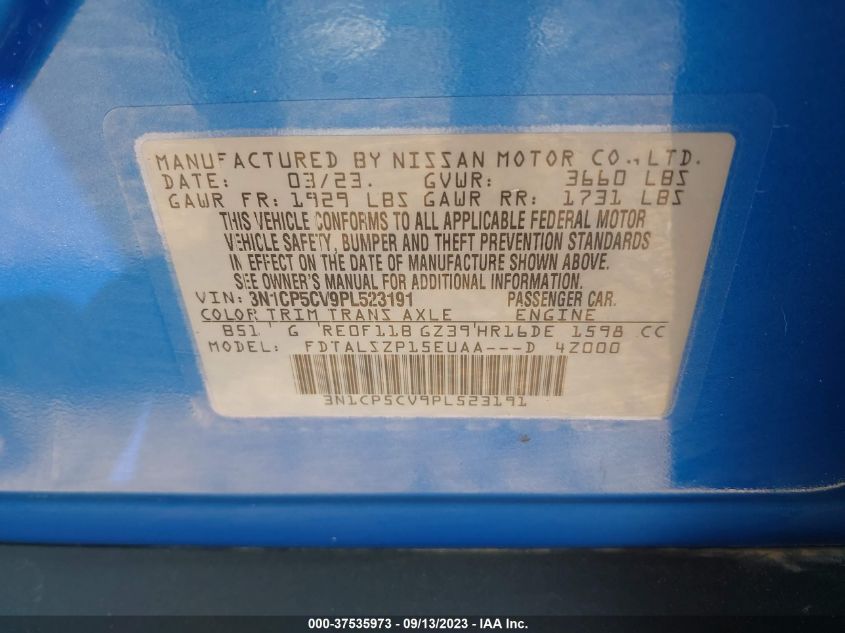 MANUFACTURED BY NISSAN MOTOR CO., LTD.
DATE: 03/23. GVWR: 3660 LBS
GAWR FR: 1929 LBS GAWR RR: 1731 LBS
THIS VEHICLE CONFORMS TO ALL APPLICABLE FEDERAL MOTOR
VEHICLE SAFETY, BUMPER AND THEFT PREVENTION STANDARDS
IN EFFECT ON THE DATE OF MANUFACTURE SHOWN ABOVE.
SEE OWNER'S MANUAL FOR ADDITIONAL INFORMATION
VIN: 3N1CP5CV9PL523191 PASSENGER CAR.
COLOR TRIM TRANS AXLE ENGINE
B51 G RE0F11B GZ39 HR16DE 1598 CC
MODEL: FDTALSZP15EUAA---D 4Z000
3N1CP5CV9PL523191
000-37535973 - 09/13/2023 - IAA Inc.